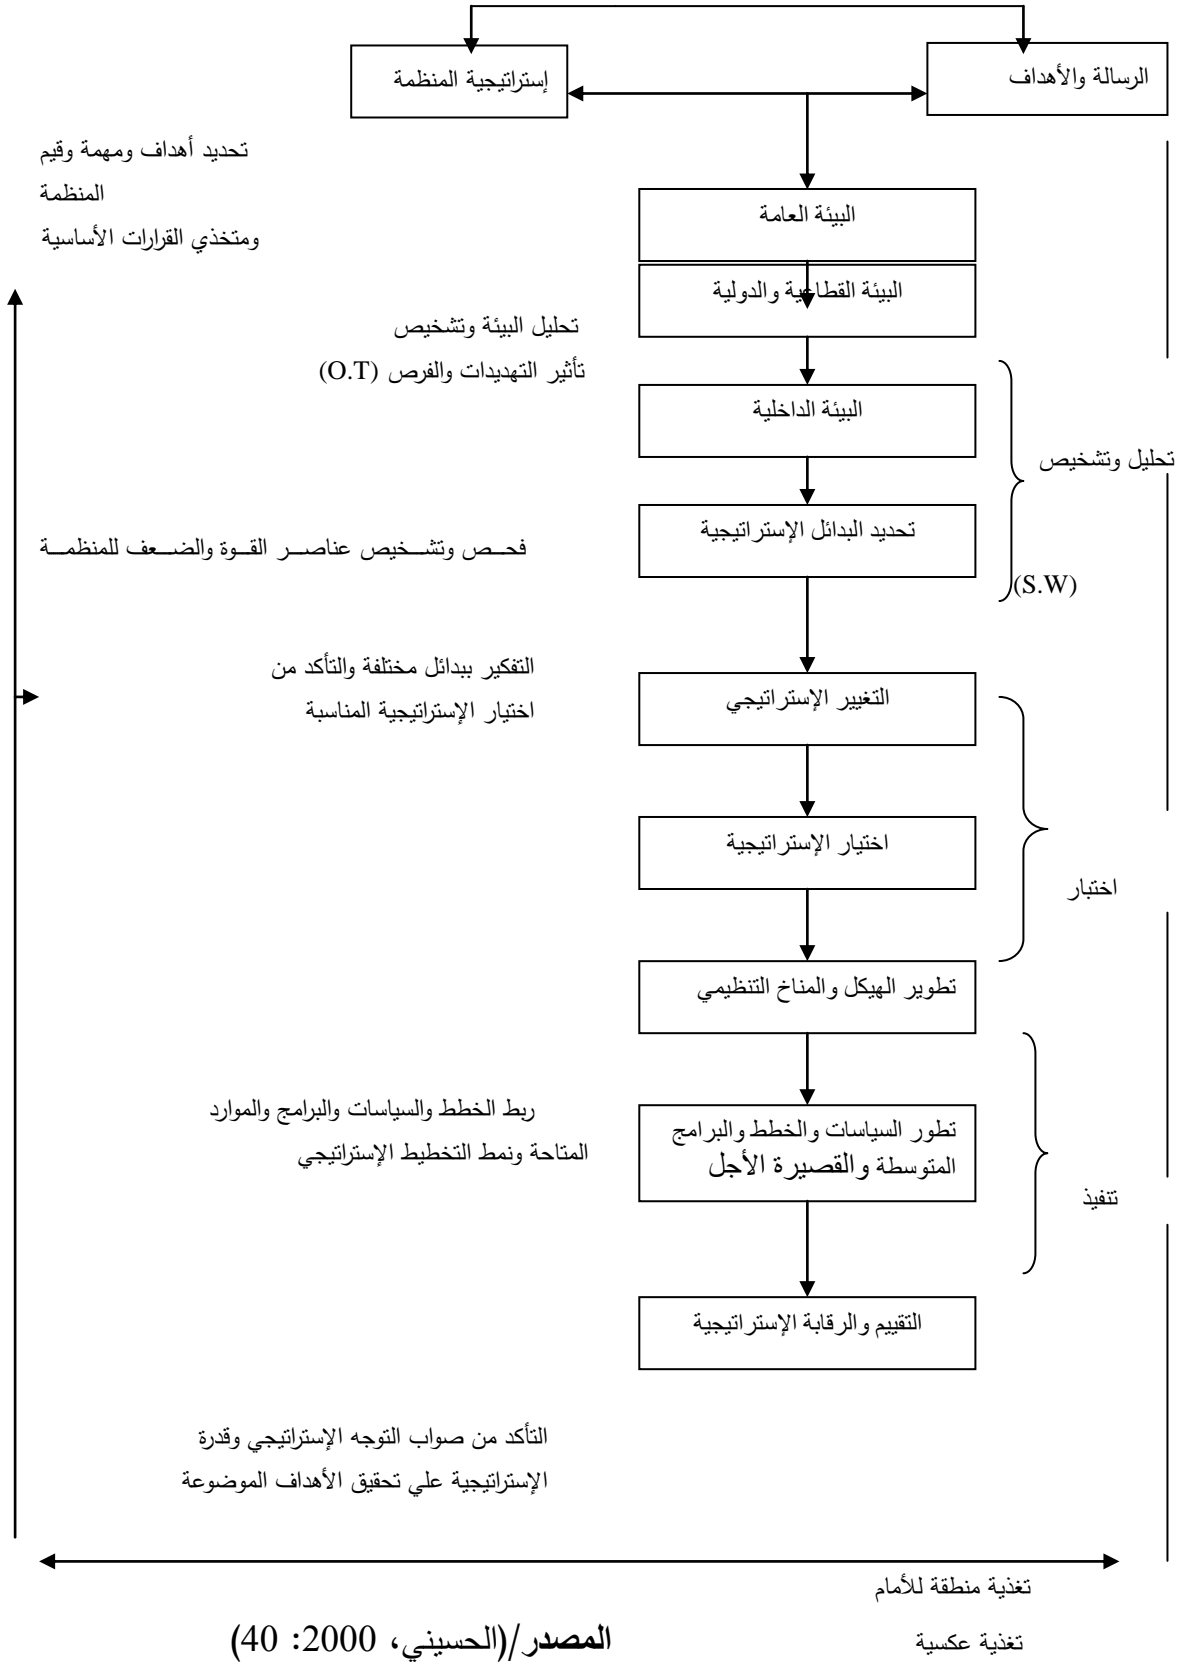 الرسالة والأهداف
إستراتيجية المنظمة
تحديد أهداف ومهمة وقيم
المنظمة
ومتخذي القرارات الأساسية
البيئة العامة
البيئة القطاعية والدولية
تحليل البيئة وتشخيص
تأثير التهديدات والفرص (O.T)
البيئة الداخلية
تحليل وتشخيص
تحديد البدائل الإستراتيجية
فحص وتشخيص عناصر القوة والضعف للمنظمة
(S.W)
التفكير ببدائل مختلفة والتأكد من
اختيار الإستراتيجية المناسبة
التغيير الإستراتيجي
اختيار الإستراتيجية
اختبار
تطوير الهيكل والمناخ التنظيمي
ربط الخطط والسياسات والبرامج والموارد
المتاحة ونمط التخطيط الإستراتيجي
تطور السياسات والخطط والبرامج
المتوسطة والقصيرة الأجل
تنفيذ
التقييم والرقابة الإستراتيجية
التأكد من صواب التوجه الإستراتيجي وقدرة
الإستراتيجية علي تحقيق الأهداف الموضوعة
تغذية منطقة للأمام
تغذية عكسية
المصدر/(الحسيني، 2000: 40)